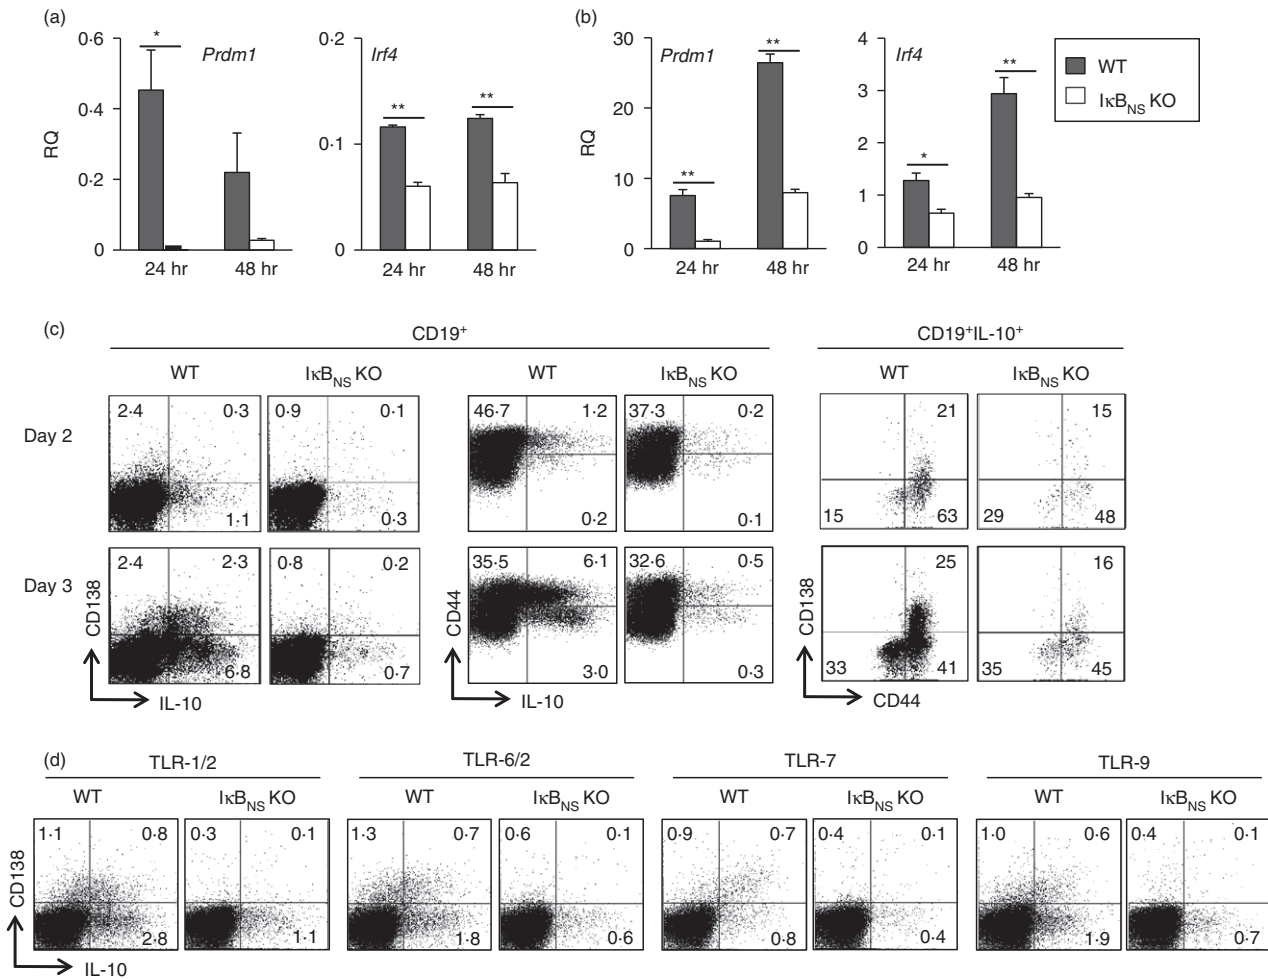 (a)
(b)
0·6
0·4
0·2
0
RQ
*
Prdm1
24 hr
48 hr
0·2
0·1
0
Irf4
**
**
24 hr
48 hr
30
20
10
0
RQ
Prdm1
**
**
24 hr
48 hr
4
3
2
1
0
Irf4
*
**
24 hr
48 hr
WT
IκBNS KO
(c)
CD19+
CD19+IL-10+
WT
IκBNS KO
WT
IκBNS KO
WT
IκBNS KO
Day 2
2·4 0·3
1·1
0·9 0·1
0·3
46·7 1·2
0·2
37·3 0·2
0·1
21
15 63
15
29 48
Day 3
2·4 2·3
6·8
0·8 0·2
0·7
35·5 6·1
3·0
32·6 0·5
0·3
25
33 41
16
35 45
CD138
IL-10
CD44
IL-10
CD138
CD44
(d)
TLR-1/2
TLR-6/2
TLR-7
TLR-9
WT
IκBNS KO
WT
IκBNS KO
WT
IκBNS KO
WT
IκBNS KO
1·1 0·8
2·8
0·3 0·1
1·1
1·3 0·7
1·8
0·6 0·1
0·6
0·9 0·7
0·8
0·4 0·1
0·4
1·0 0·6
1·9
0·4 0·1
0·7
CD138
IL-10